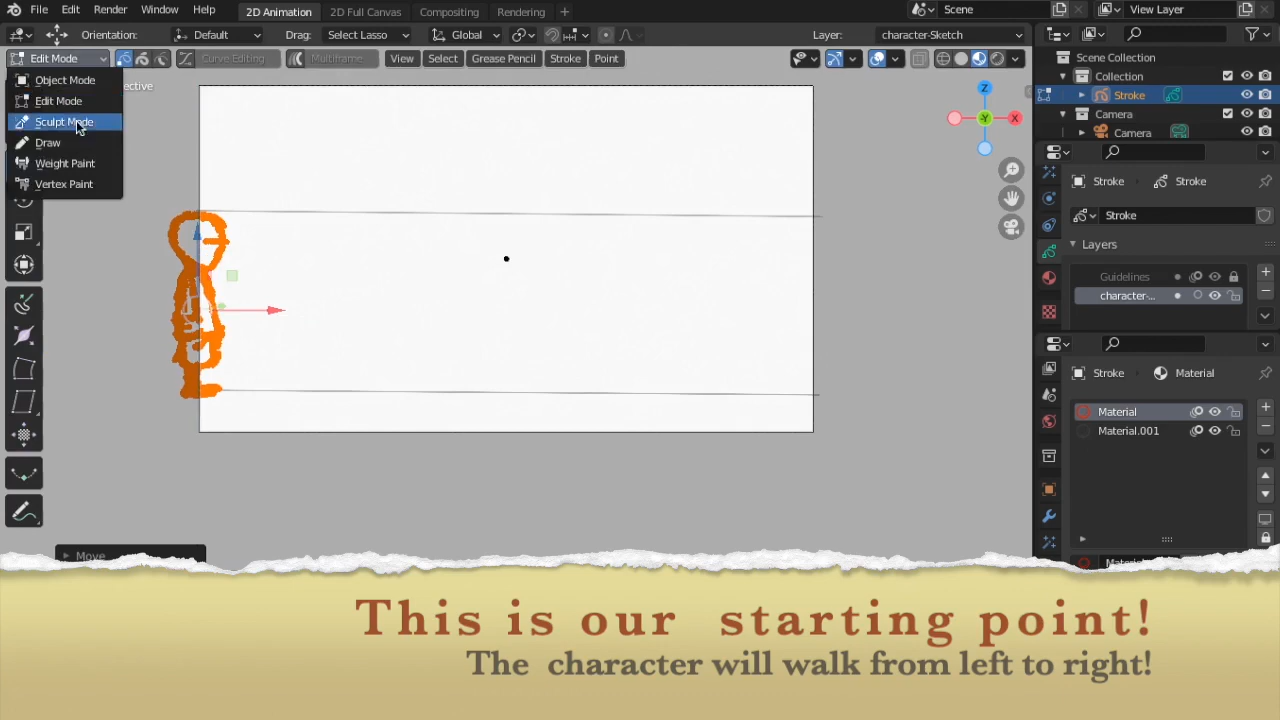 File Edit Render Window Help 2D Animation 2D Full Canvas Compositing Rendering + Scene View Layer
Orientation: Default Drag: Select Lasso Global Layer: character-Sketch
Edit Mode Curve Editing Multiframe View Select Grease Pencil Stroke Point
Scene Collection
Collection
Stroke
Camera
Camera
Object Mode
Edit Mode
Sculpt Mode
Draw
Weight Paint
Vertex Paint
ective
Z
Y
X
Stroke Stroke
Stroke
Layers
Guidelines
character-...
Stroke Material
Material
Material.001
Move
This is our starting point!
The character will walk from left to right!